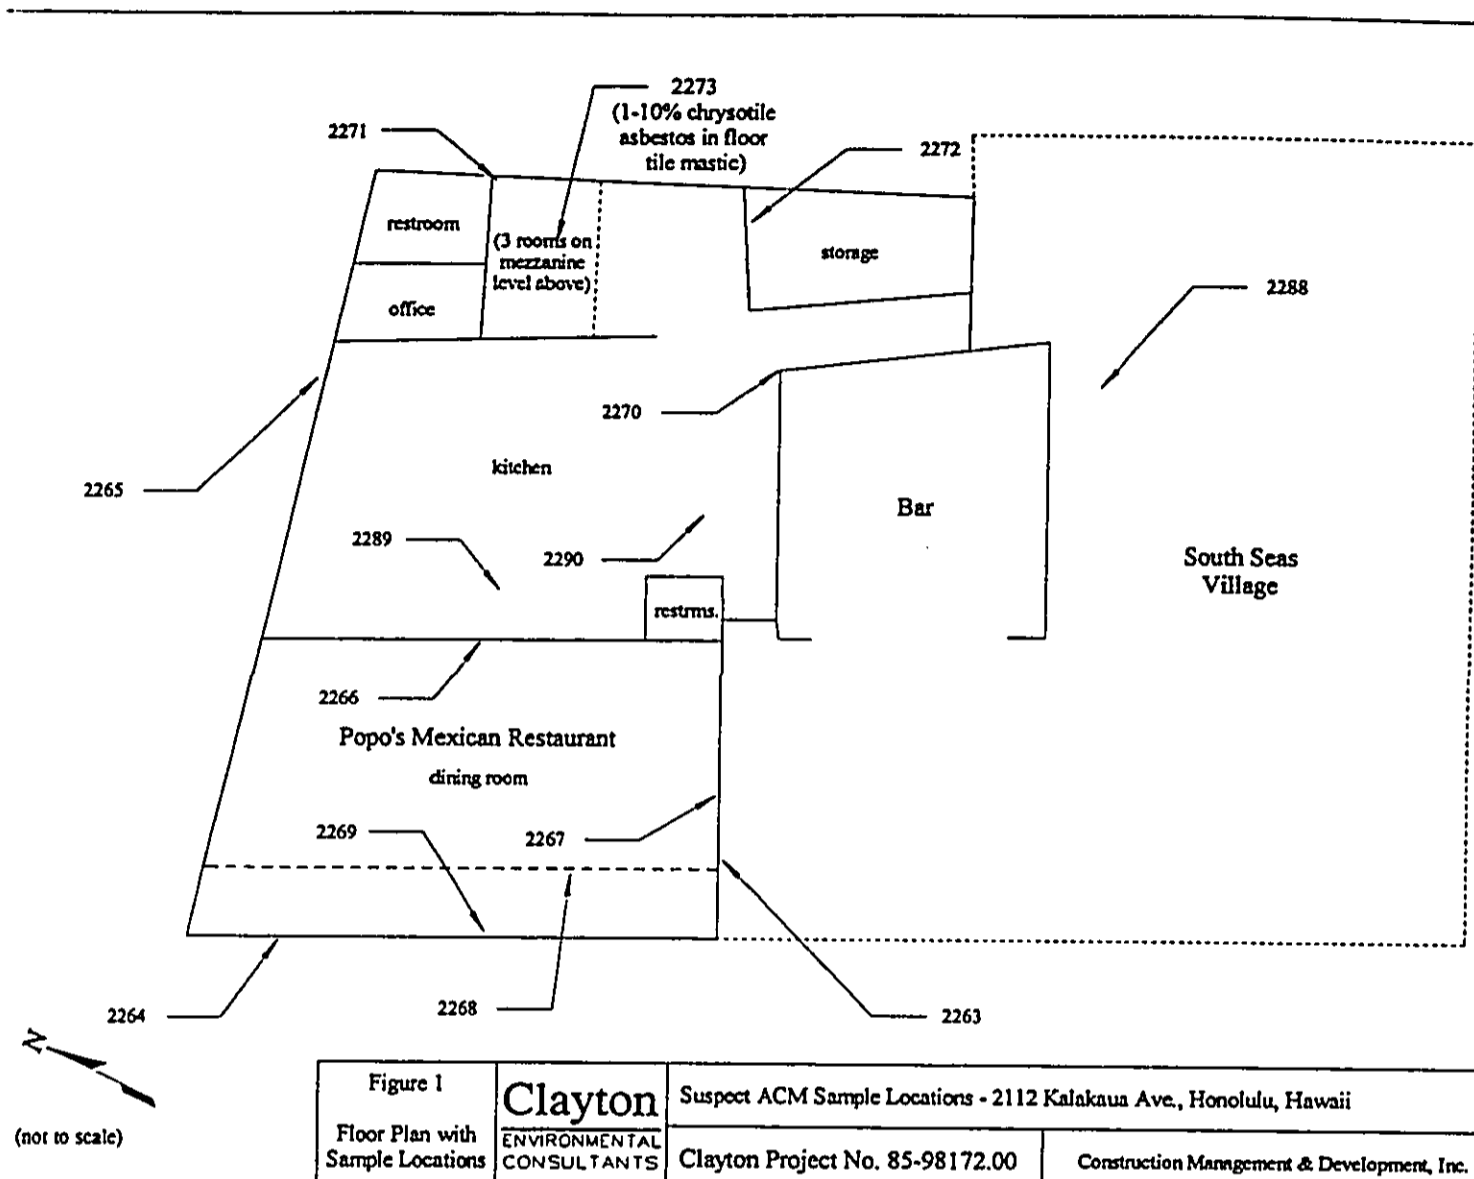 2273
(1-10% chrysotile
asbestos in floor
tile mastic)
2271
2272
restroom
(3 rooms on
mezzanine
level above)
storage
office
2288
2270
kitchen
2265
Bar
2289
2290
South Seas
Village
restrms.
2266
Popo's Mexican Restaurant
dining room
2269
2267
2268
2264
2263
N
(not to scale)
Figure 1
Floor Plan with
Sample Locations
Clayton
ENVIRONMENTAL
CONSULTANTS
Suspect ACM Sample Locations - 2112 Kalakaua Ave., Honolulu, Hawaii
Clayton Project No. 85-98172.00
Construction Management & Development, Inc.